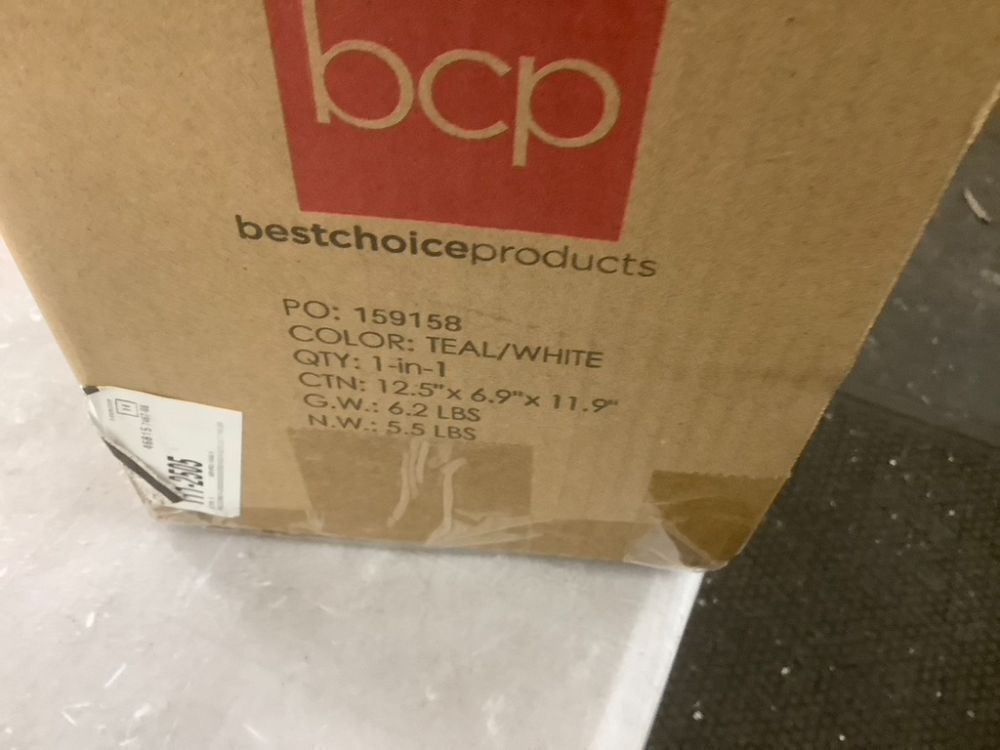 bcp
bestchoiceproducts
PO: 159158
COLOR: TEAL/WHITE
QTY: 1-in-1
CTN: 12.5"x 6.9"x 11.9"
G.W.: 6.2 LBS
N.W.: 5.5 LBS